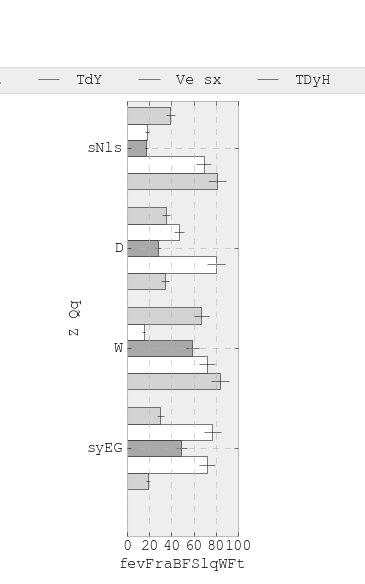 TdY Ve sx TDyH
sNls
D
W
syEG
z Qq
0 20 40 60 80 100
fevFraBFSlqWFt